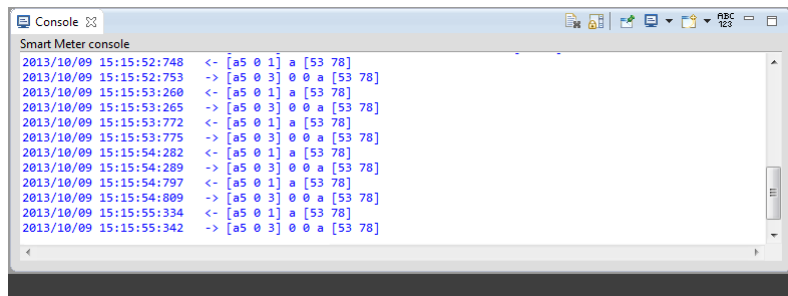 Console
ABC
123
Smart Meter console
2013/10/09 15:15:52:748 <- [a5 0 1] a [53 78]
2013/10/09 15:15:52:753 -> [a5 0 3] 0 0 a [53 78]
2013/10/09 15:15:53:260 <- [a5 0 1] a [53 78]
2013/10/09 15:15:53:265 -> [a5 0 3] 0 0 a [53 78]
2013/10/09 15:15:53:772 <- [a5 0 1] a [53 78]
2013/10/09 15:15:53:775 -> [a5 0 3] 0 0 a [53 78]
2013/10/09 15:15:54:282 <- [a5 0 1] a [53 78]
2013/10/09 15:15:54:289 -> [a5 0 3] 0 0 a [53 78]
2013/10/09 15:15:54:797 <- [a5 0 1] a [53 78]
2013/10/09 15:15:54:809 -> [a5 0 3] 0 0 a [53 78]
2013/10/09 15:15:55:334 <- [a5 0 1] a [53 78]
2013/10/09 15:15:55:342 -> [a5 0 3] 0 0 a [53 78]